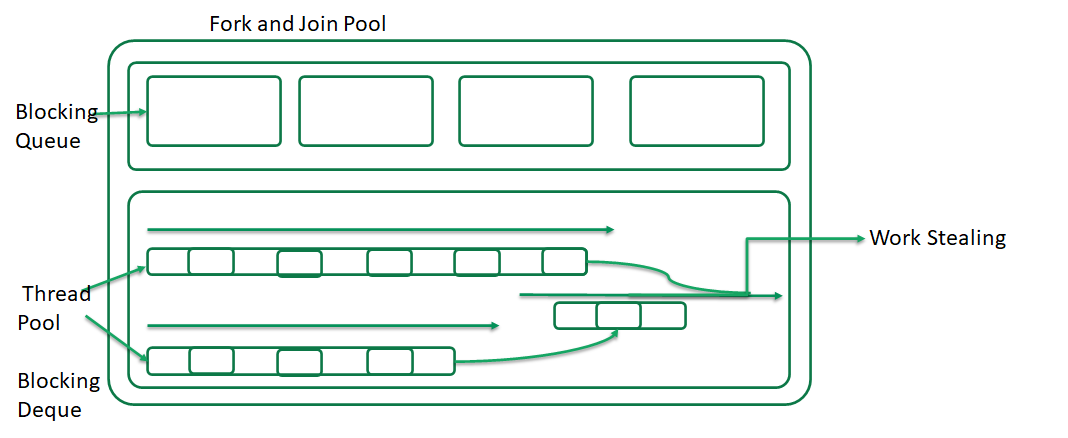 Fork and Join Pool
Blocking
Queue
Work Stealing
Thread
Pool
Blocking
Deque